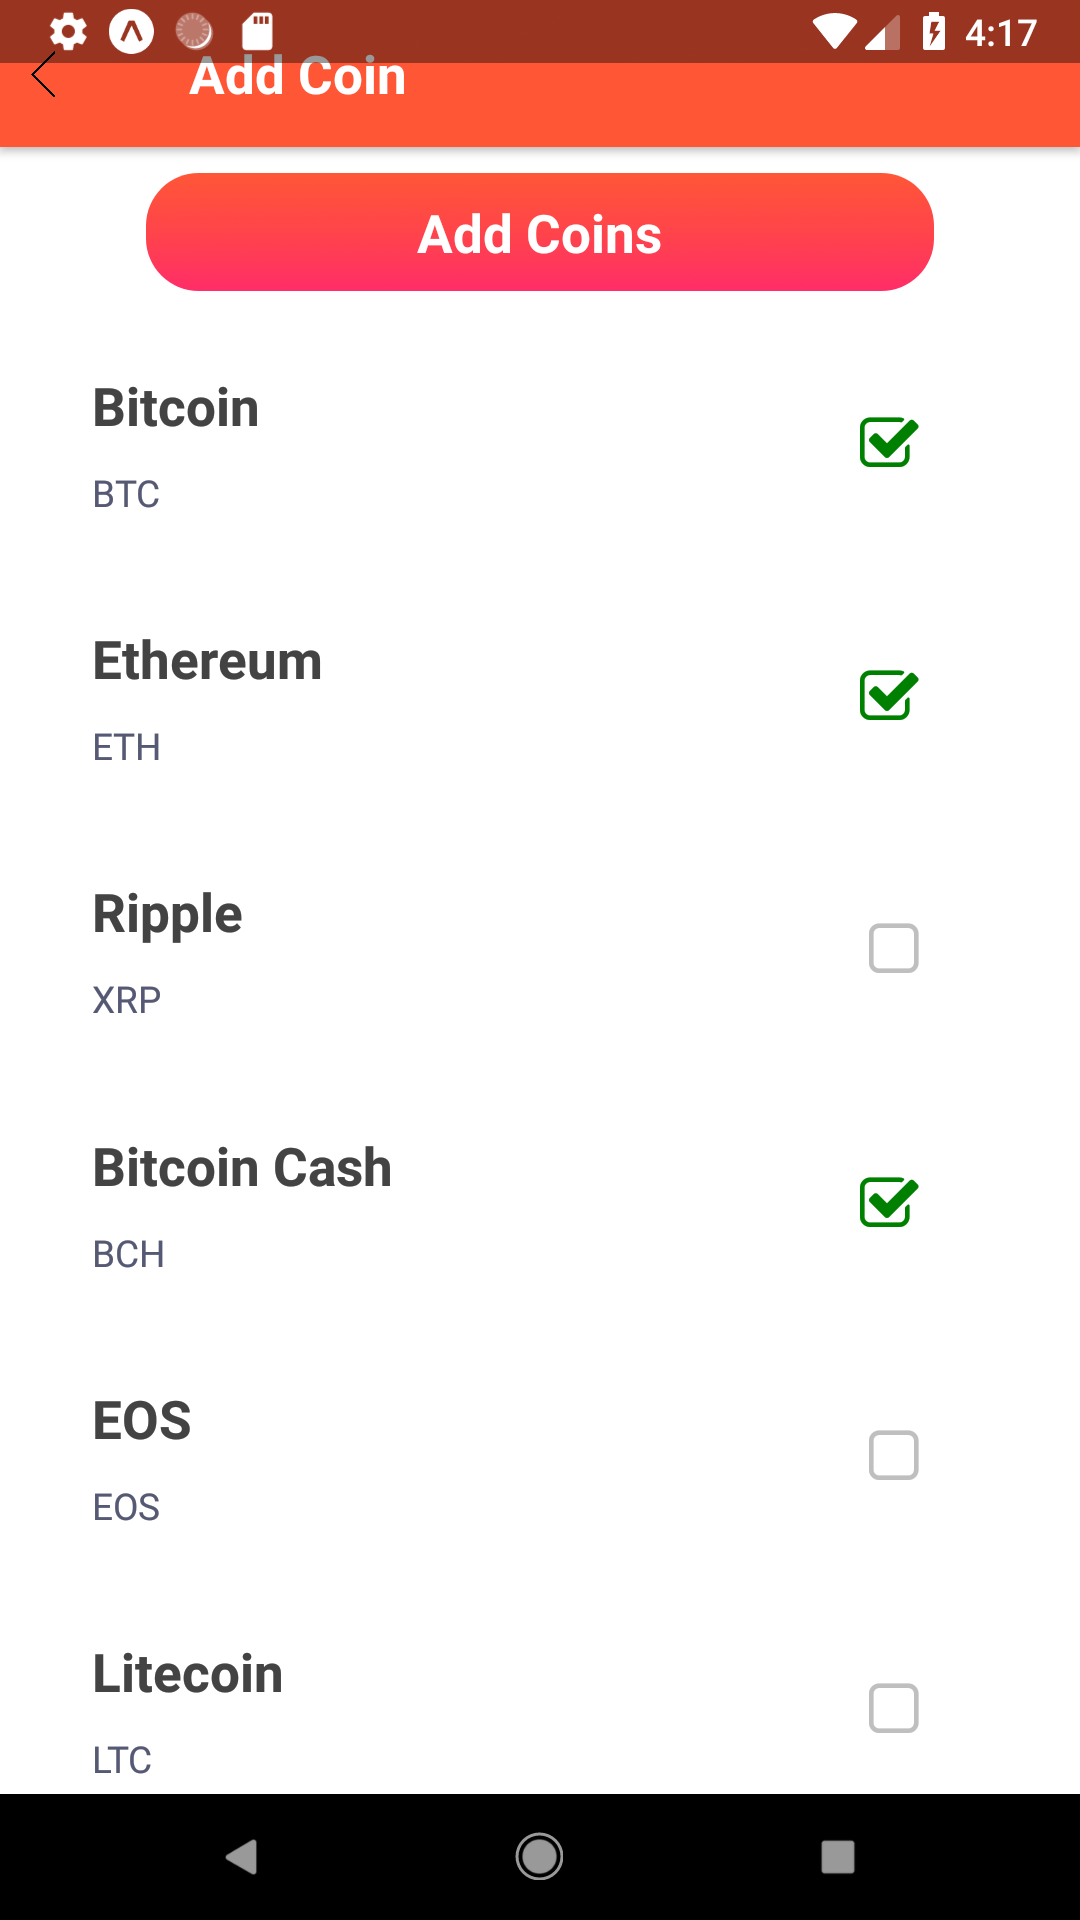 4:17
Add Coin
Add Coins
Bitcoin
BTC
Ethereum
ETH
Ripple
XRP
Bitcoin Cash
BCH
EOS
EOS
Litecoin
LTC